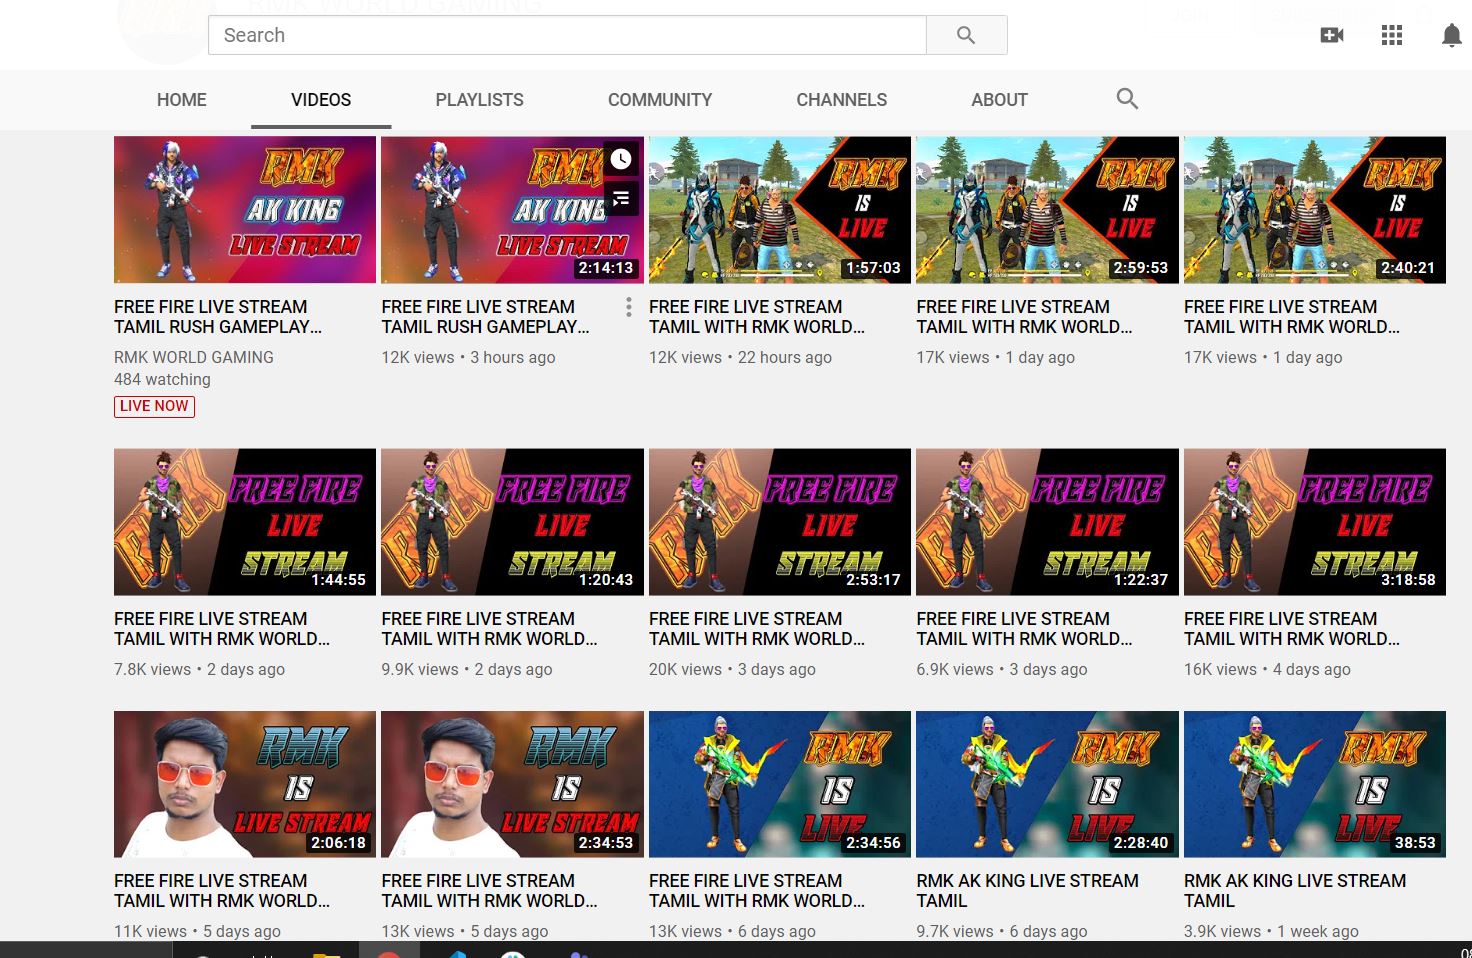 RMK WORLD GAMING
Search
HOME VIDEOS PLAYLISTS COMMUNITY CHANNELS ABOUT
RMK
AK KING
LIVE STREAM
RMK
AK KING
LIVE STREAM
2:14:13
RMK
IS
LIVE
1:57:03
RMK
IS
LIVE
2:59:53
RMK
IS
LIVE
2:40:21
FREE FIRE LIVE STREAM
TAMIL RUSH GAMEPLAY...
RMK WORLD GAMING
484 watching
LIVE NOW
FREE FIRE LIVE STREAM
TAMIL RUSH GAMEPLAY...
12K views • 3 hours ago
FREE FIRE LIVE STREAM
TAMIL WITH RMK WORLD...
12K views • 22 hours ago
FREE FIRE LIVE STREAM
TAMIL WITH RMK WORLD...
17K views • 1 day ago
FREE FIRE LIVE STREAM
TAMIL WITH RMK WORLD...
17K views • 1 day ago
RMK
FREE FIRE
LIVE
STREAM
1:44:55
RMK
FREE FIRE
LIVE
STREAM
1:20:43
RMK
FREE FIRE
LIVE
STREAM
2:53:17
RMK
FREE FIRE
LIVE
STREAM
1:22:37
RMK
FREE FIRE
LIVE
STREAM
3:18:58
FREE FIRE LIVE STREAM
TAMIL WITH RMK WORLD...
7.8K views • 2 days ago
FREE FIRE LIVE STREAM
TAMIL WITH RMK WORLD...
9.9K views • 2 days ago
FREE FIRE LIVE STREAM
TAMIL WITH RMK WORLD...
20K views • 3 days ago
FREE FIRE LIVE STREAM
TAMIL WITH RMK WORLD...
6.9K views • 3 days ago
FREE FIRE LIVE STREAM
TAMIL WITH RMK WORLD...
16K views • 4 days ago
RMK
IS
LIVE STREAM
2:06:18
RMK
IS
LIVE STREAM
2:34:53
RMK
IS
LIVE
2:34:56
RMK
IS
LIVE
2:28:40
RMK
IS
LIVE
38:53
FREE FIRE LIVE STREAM
TAMIL WITH RMK WORLD...
11K views • 5 days ago
FREE FIRE LIVE STREAM
TAMIL WITH RMK WORLD...
13K views • 5 days ago
FREE FIRE LIVE STREAM
TAMIL WITH RMK WORLD...
13K views • 6 days ago
RMK AK KING LIVE STREAM
TAMIL
9.7K views • 6 days ago
RMK AK KING LIVE STREAM
TAMIL
3.9K views • 1 week ago